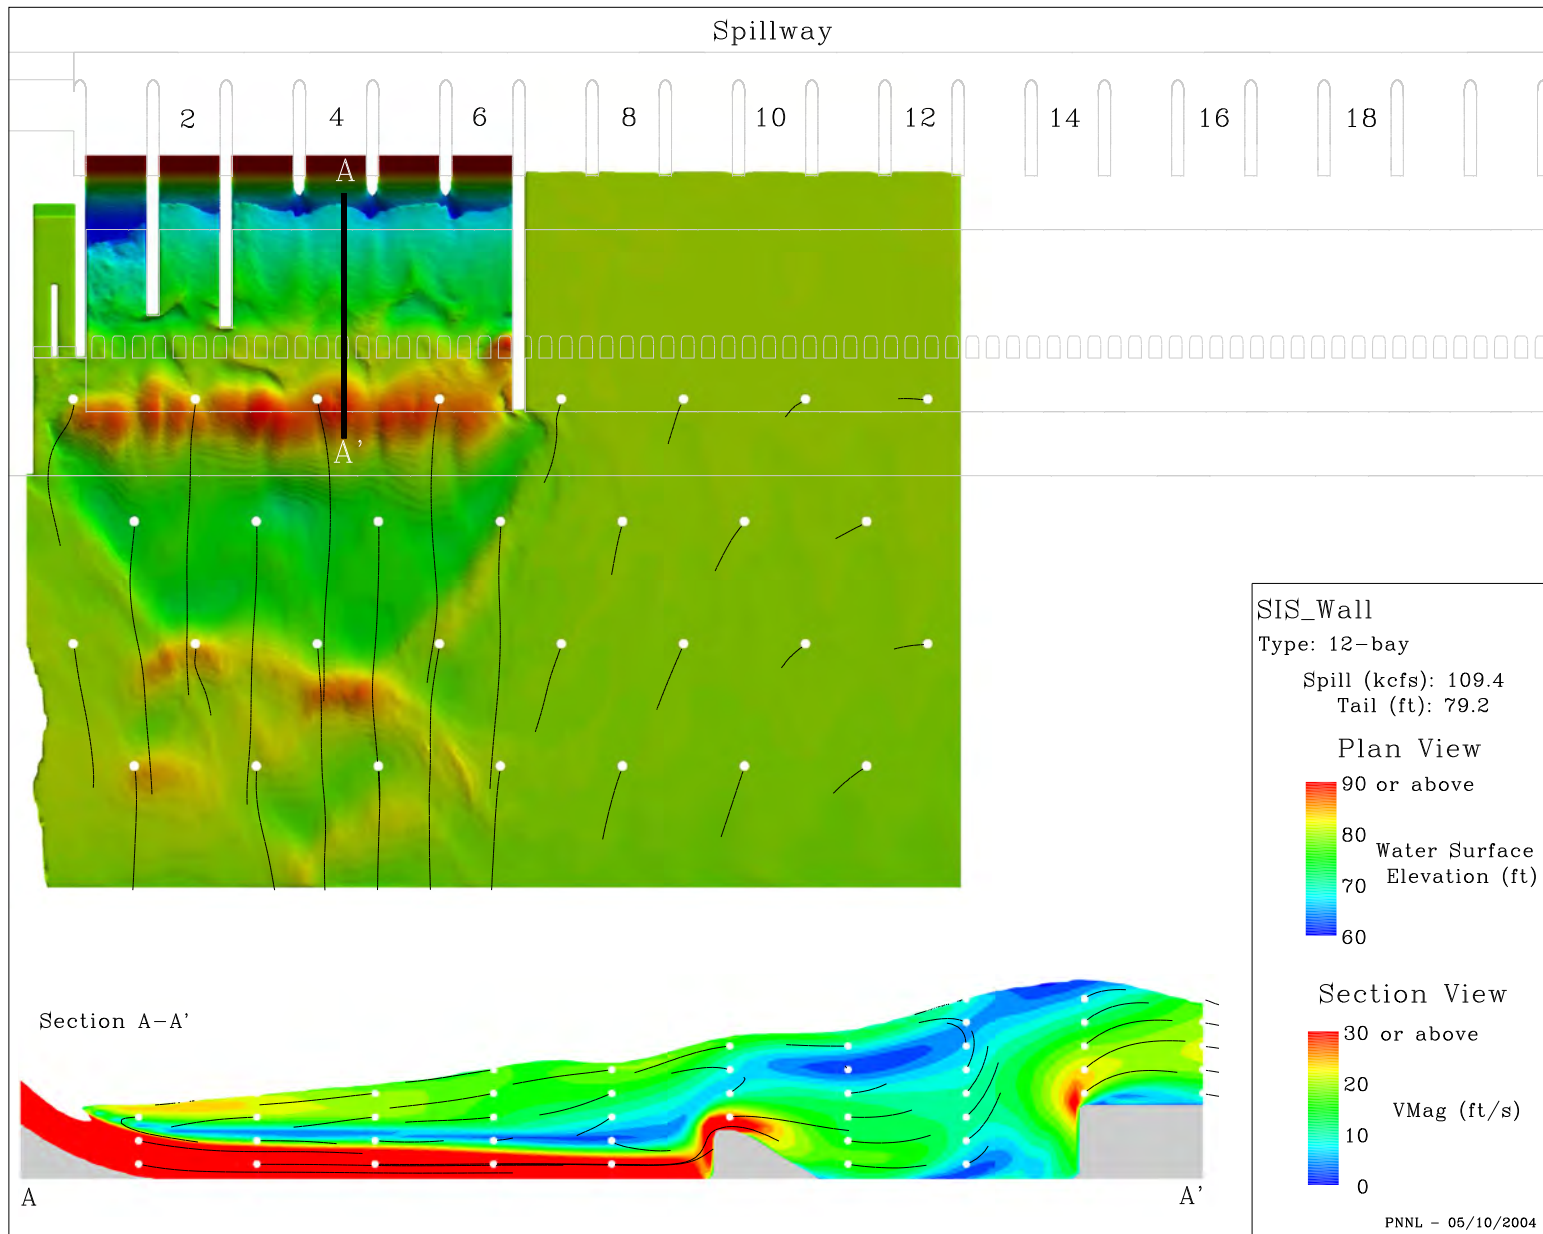 Spillway
2 4 6 8 10 12 14 16 18
A
A'
SIS_Wall
Type: 12-bay
Spill (kcfs): 109.4
Tail (ft): 79.2
Plan View
90 or above
80
Water Surface
Elevation (ft)
70
60
Section A-A'
A
A'
Section View
30 or above
20
VMag (ft/s)
10
0
PNNL - 05/10/2004